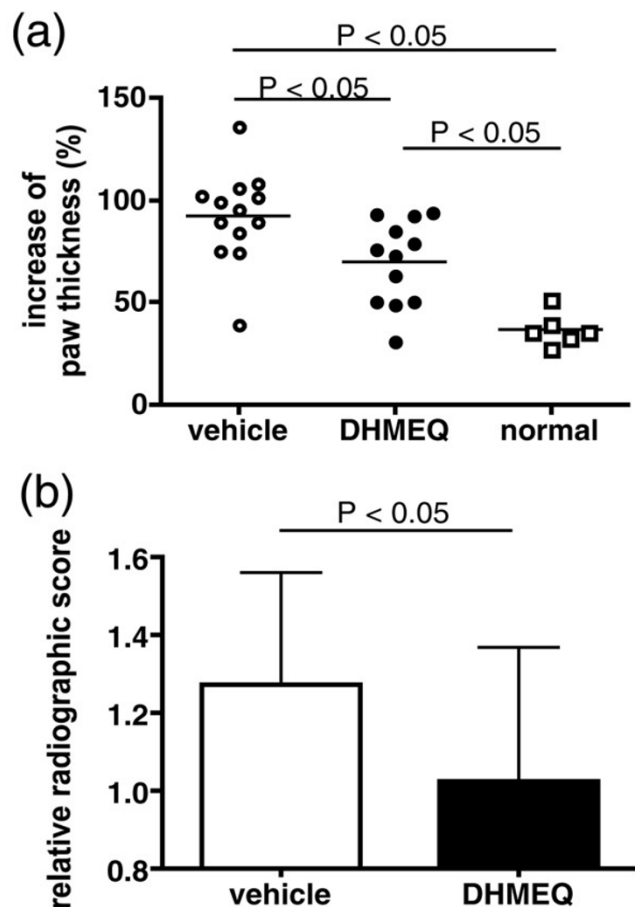 (a)
P < 0.05
P < 0.05
P < 0.05
increase of
paw thickness (%)
150
100
50
0
vehicle DHMEQ normal
(b)
P < 0.05
relative radiographic score
1.6
1.4
1.2
1.0
0.8
vehicle DHMEQ